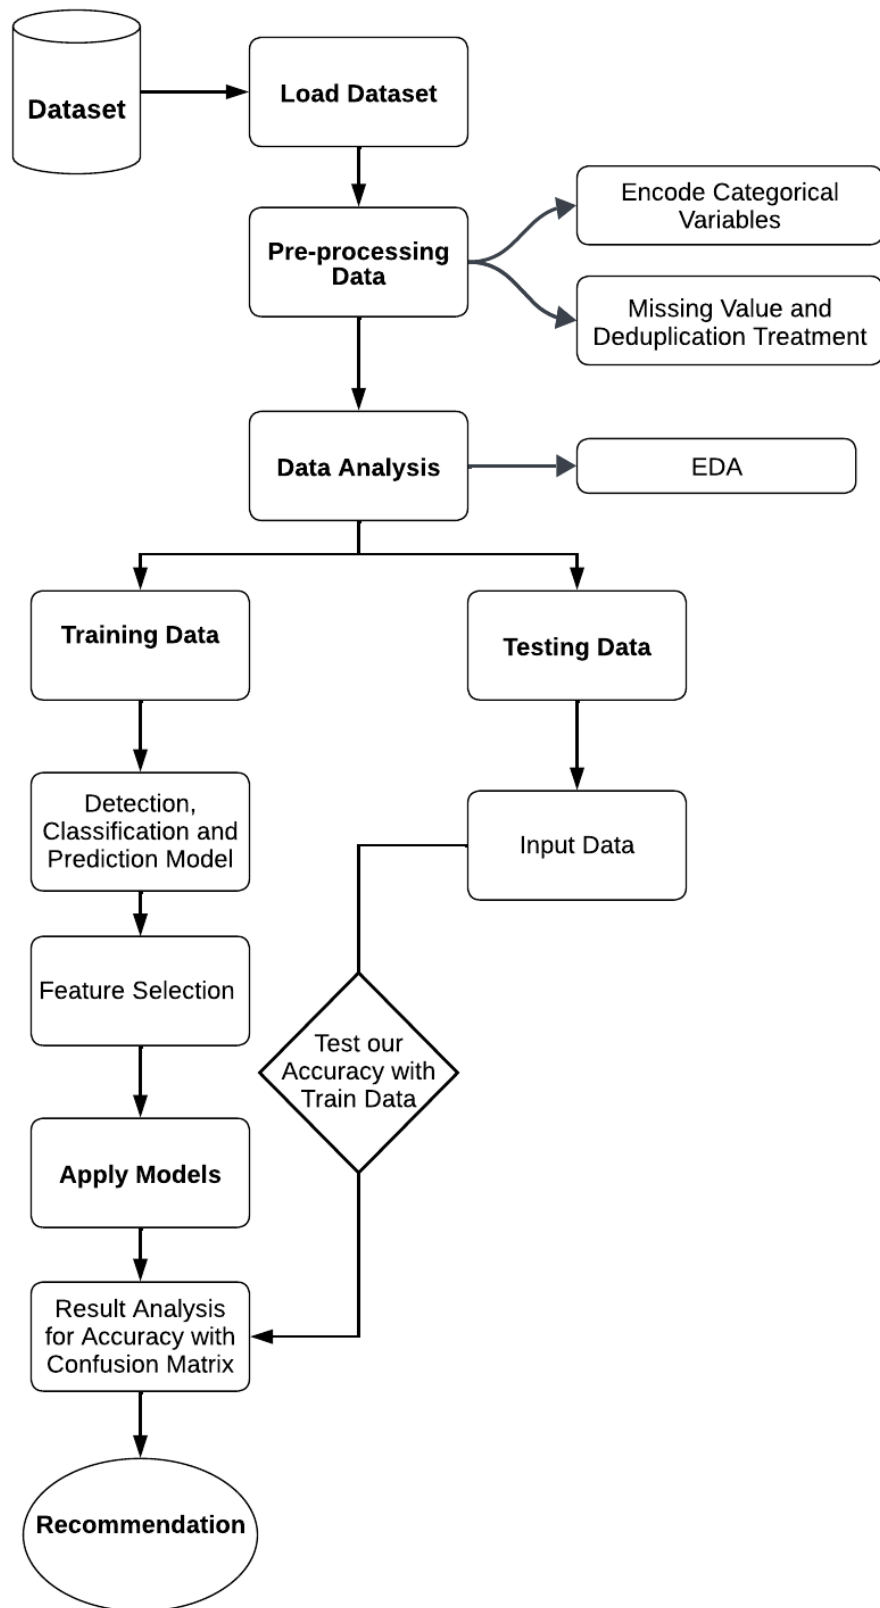 Dataset
Load Dataset
Pre-processing
Data
Encode Categorical
Variables
Missing Value and
Deduplication Treatment
Data Analysis
EDA
Training Data
Testing Data
Detection,
Classification and
Prediction Model
Input Data
Feature Selection
Test our
Accuracy with
Train Data
Apply Models
Result Analysis
for Accuracy with
Confusion Matrix
Recommendation